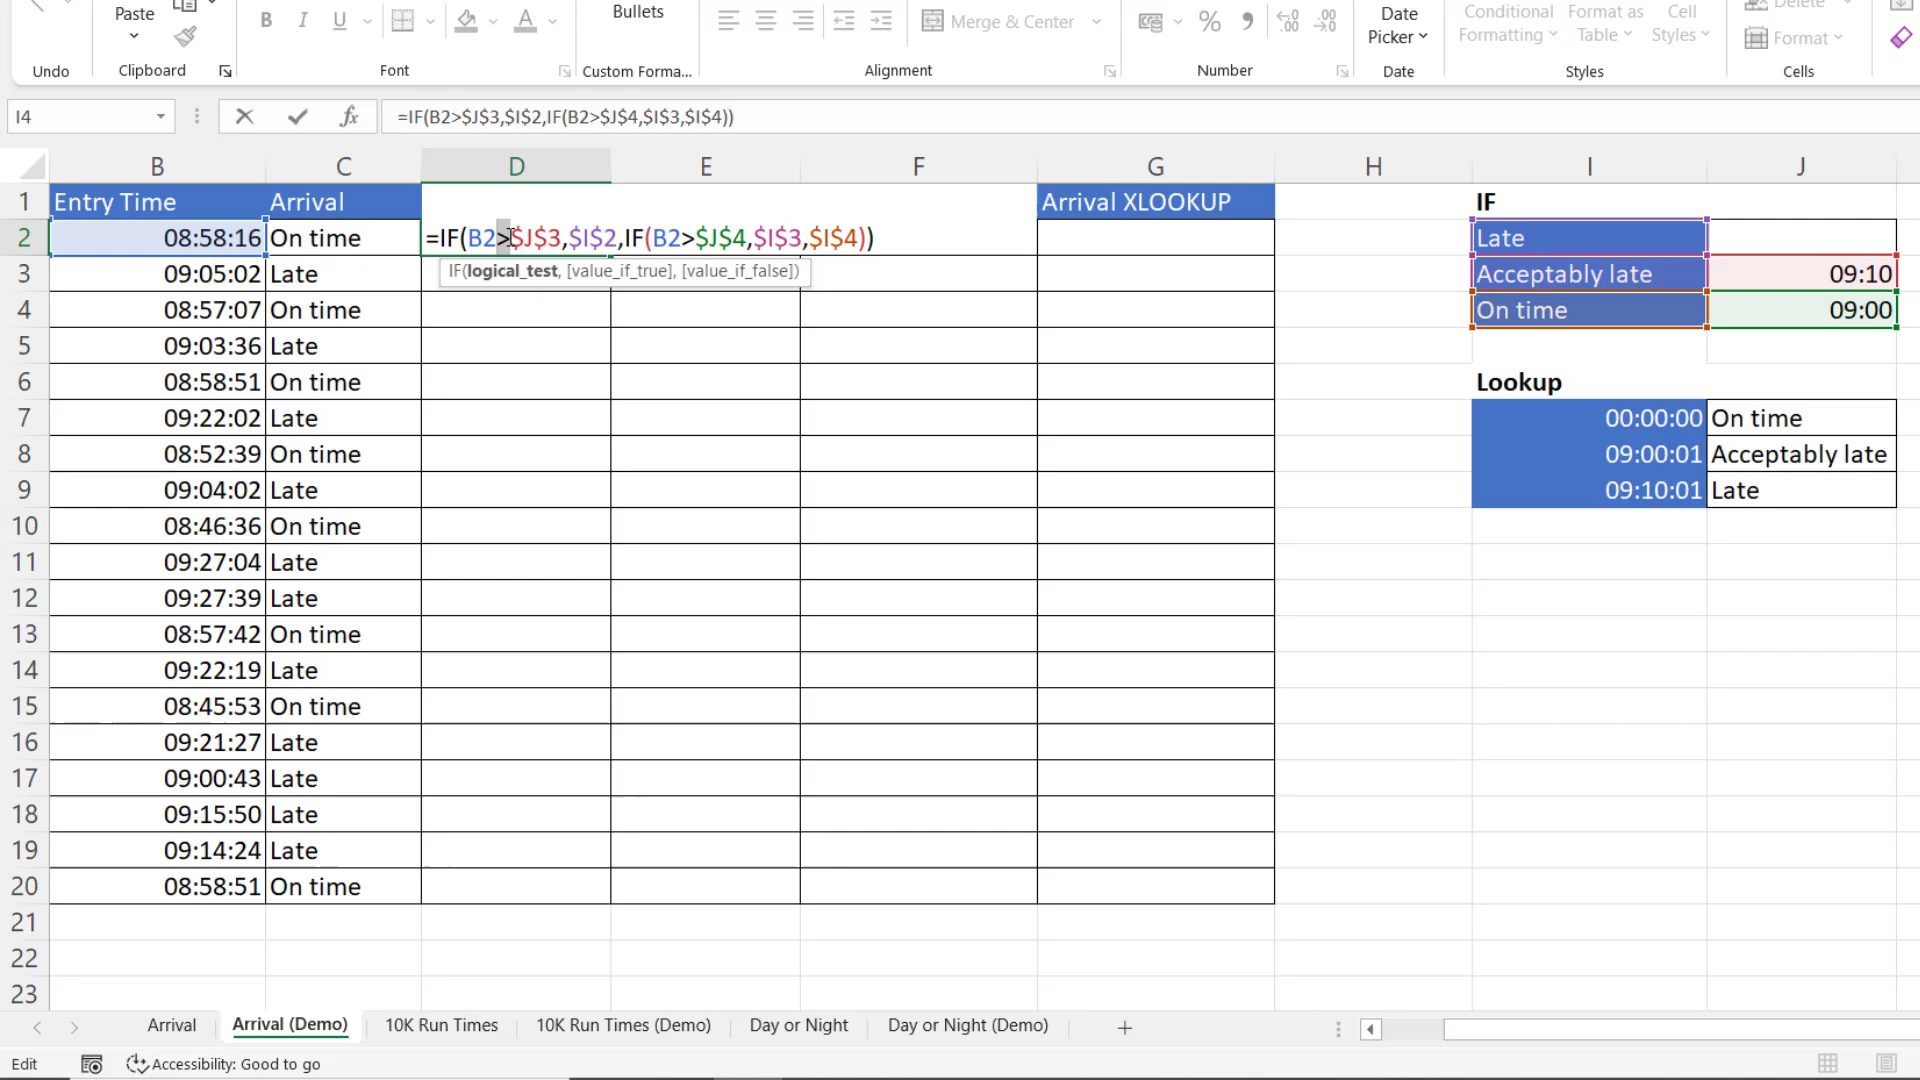 Paste
Bullets
Merge & Center
Date
Picker
Conditional
Formatting
Format as
Table
Cell
Styles
Delete
Format
Undo
Clipboard
Font
Custom Forma...
Alignment
Number
Date
Styles
Cells
I4
=IF(B2>$J$3,$I$2,IF(B2>$J$4,$I$3,$I$4))
B C D E F G H I J
1 Entry Time Arrival Arrival XLOOKUP IF
2 08:58:16 On time =IF(B2>$J$3,$I$2,IF(B2>$J$4,$I$3,$I$4)) Late
IF(logical_test, [value_if_true], [value_if_false])
3 09:05:02 Late Acceptably late 09:10
4 08:57:07 On time On time 09:00
5 09:03:36 Late
6 08:58:51 On time Lookup
7 09:22:02 Late 00:00:00 On time
8 08:52:39 On time 09:00:01 Acceptably late
9 09:04:02 Late 09:10:01 Late
10 08:46:36 On time
11 09:27:04 Late
12 09:27:39 Late
13 08:57:42 On time
14 09:22:19 Late
15 08:45:53 On time
16 09:21:27 Late
17 09:00:43 Late
18 09:15:50 Late
19 09:14:24 Late
20 08:58:51 On time
21
22
23
Arrival Arrival (Demo) 10K Run Times 10K Run Times (Demo) Day or Night Day or Night (Demo)
Edit Accessibility: Good to go